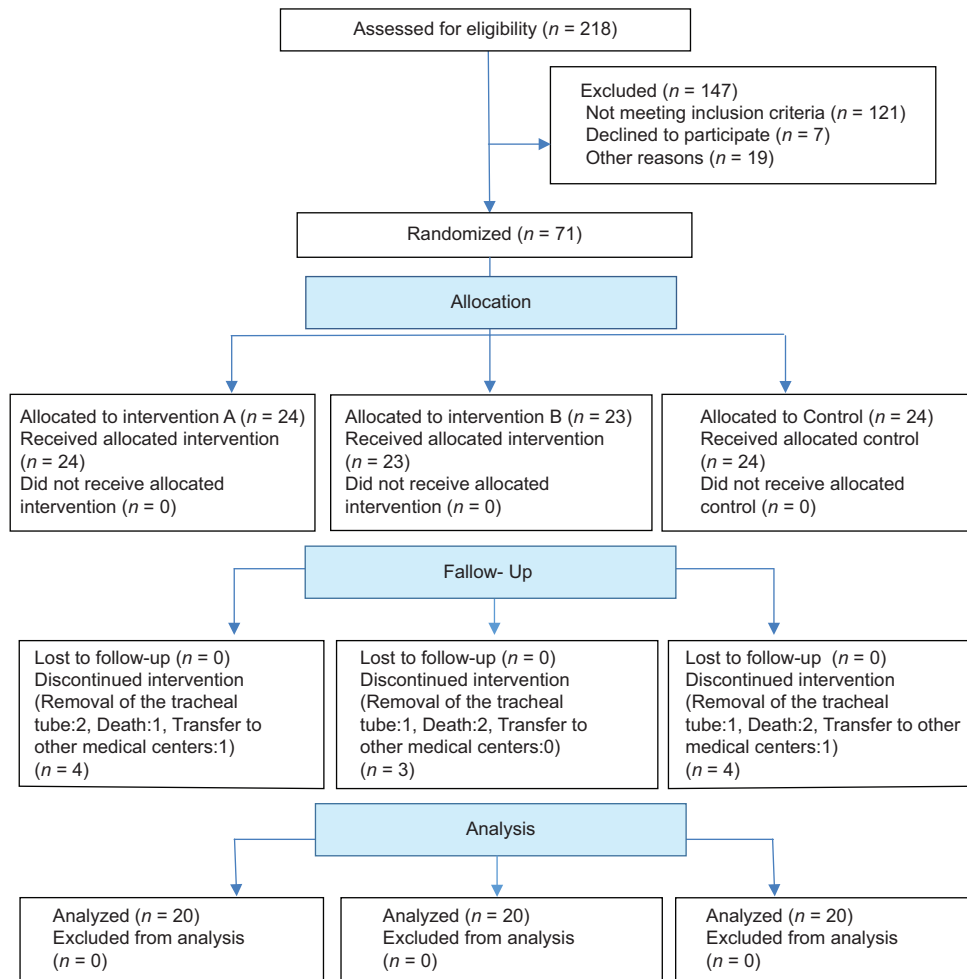 Assessed for eligibility (n = 218)
Excluded (n = 147)
Not meeting inclusion criteria (n = 121)
Declined to participate (n = 7)
Other reasons (n = 19)
Randomized (n = 71)
Allocation
Allocated to intervention A (n = 24)
Received allocated intervention
(n = 24)
Did not receive allocated
intervention (n = 0)
Allocated to intervention B (n = 23)
Received allocated intervention
(n = 23)
Did not receive allocated
intervention (n = 0)
Allocated to Control (n = 24)
Received allocated control
(n = 24)
Did not receive allocated
control (n = 0)
Fallow- Up
Lost to follow-up (n = 0)
Discontinued intervention
(Removal of the tracheal
tube:2, Death:1, Transfer to
other medical centers:1)
(n = 4)
Lost to follow-up (n = 0)
Discontinued intervention
(Removal of the tracheal
tube:1, Death:2, Transfer to
other medical centers:0)
(n = 3)
Lost to follow-up (n = 0)
Discontinued intervention
(Removal of the tracheal
tube:1, Death:2, Transfer to other
medical centers:1)
(n = 4)
Analysis
Analyzed (n = 20)
Excluded from analysis
(n = 0)
Analyzed (n = 20)
Excluded from analysis
(n = 0)
Analyzed (n = 20)
Excluded from analysis
(n = 0)